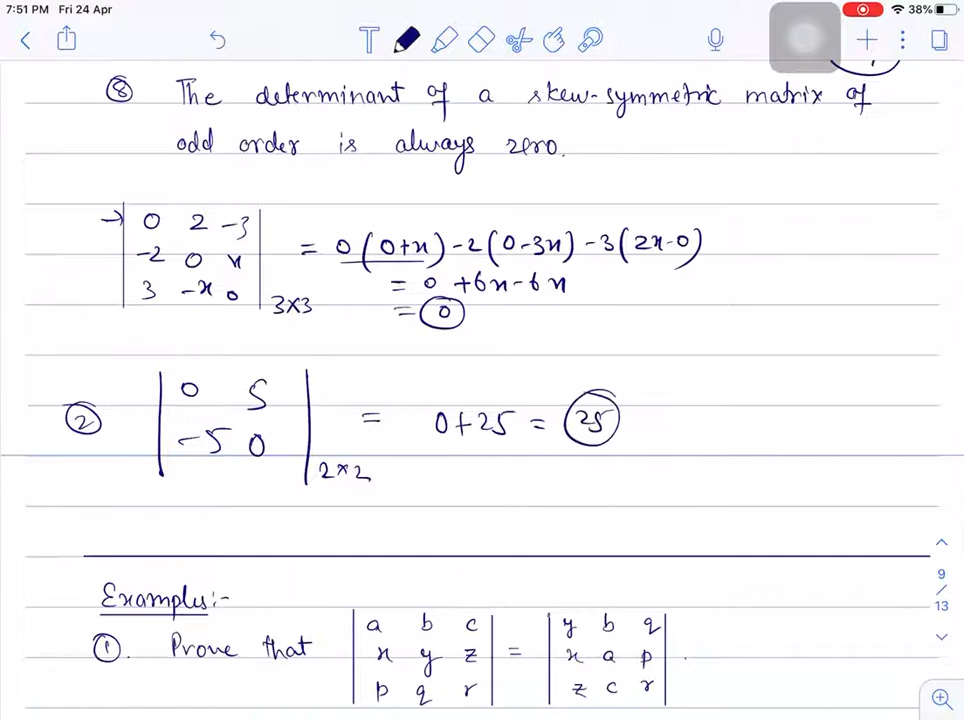 7:51 PM Fri 24 Apr 38%
T
⑧ The determinant of a skew-symmetric matrix of
odd order is always zero.
→ | 0 2 -3 |
| -2 0 x | = 0(0+x) -2(0-3x) -3(2x-0)
| 3 -x 0 | 3×3 = 0 +6x-6x
= 0
| 0 5 |
② = 0+25 = 25
| -5 0 | 2×2
9
/
13
Examples:-
①. Prove that | a b c | = | y b q |
| x y z | = | x a p | .
| p q r | | z c r |